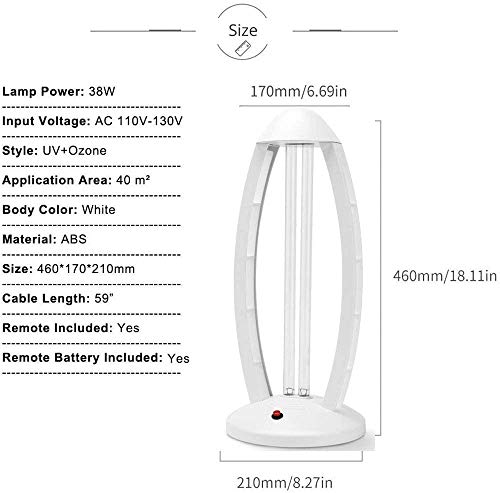 Size
Lamp Power: 38W
Input Voltage: AC 110V-130V
Style: UV+Ozone
Application Area: 40 m²
Body Color: White
Material: ABS
Size: 460*170*210mm
Cable Length: 59"
Remote Included: Yes
Remote Battery Included: Yes
170mm/6.69in
460mm/18.11in
210mm/8.27in